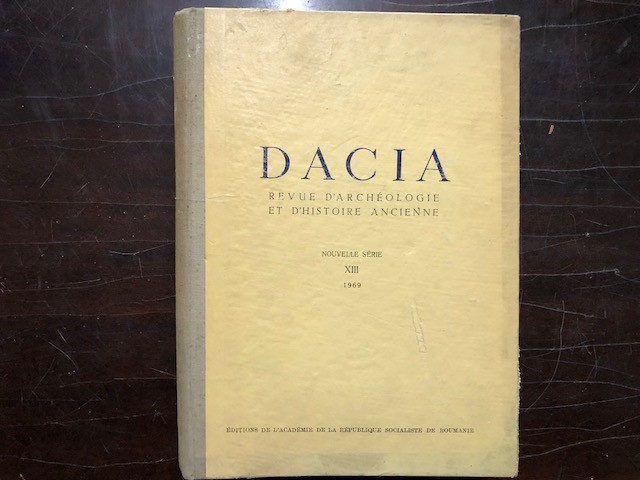 DACIA
REVUE D'ARCHÉOLOGIE
ET D'HISTOIRE ANCIENNE
NOUVELLE SÉRIE
XIII
1969
ÉDITIONS DE L'ACADÉMIE DE LA RÉPUBLIQUE SOCIALISTE DE ROUMANIE